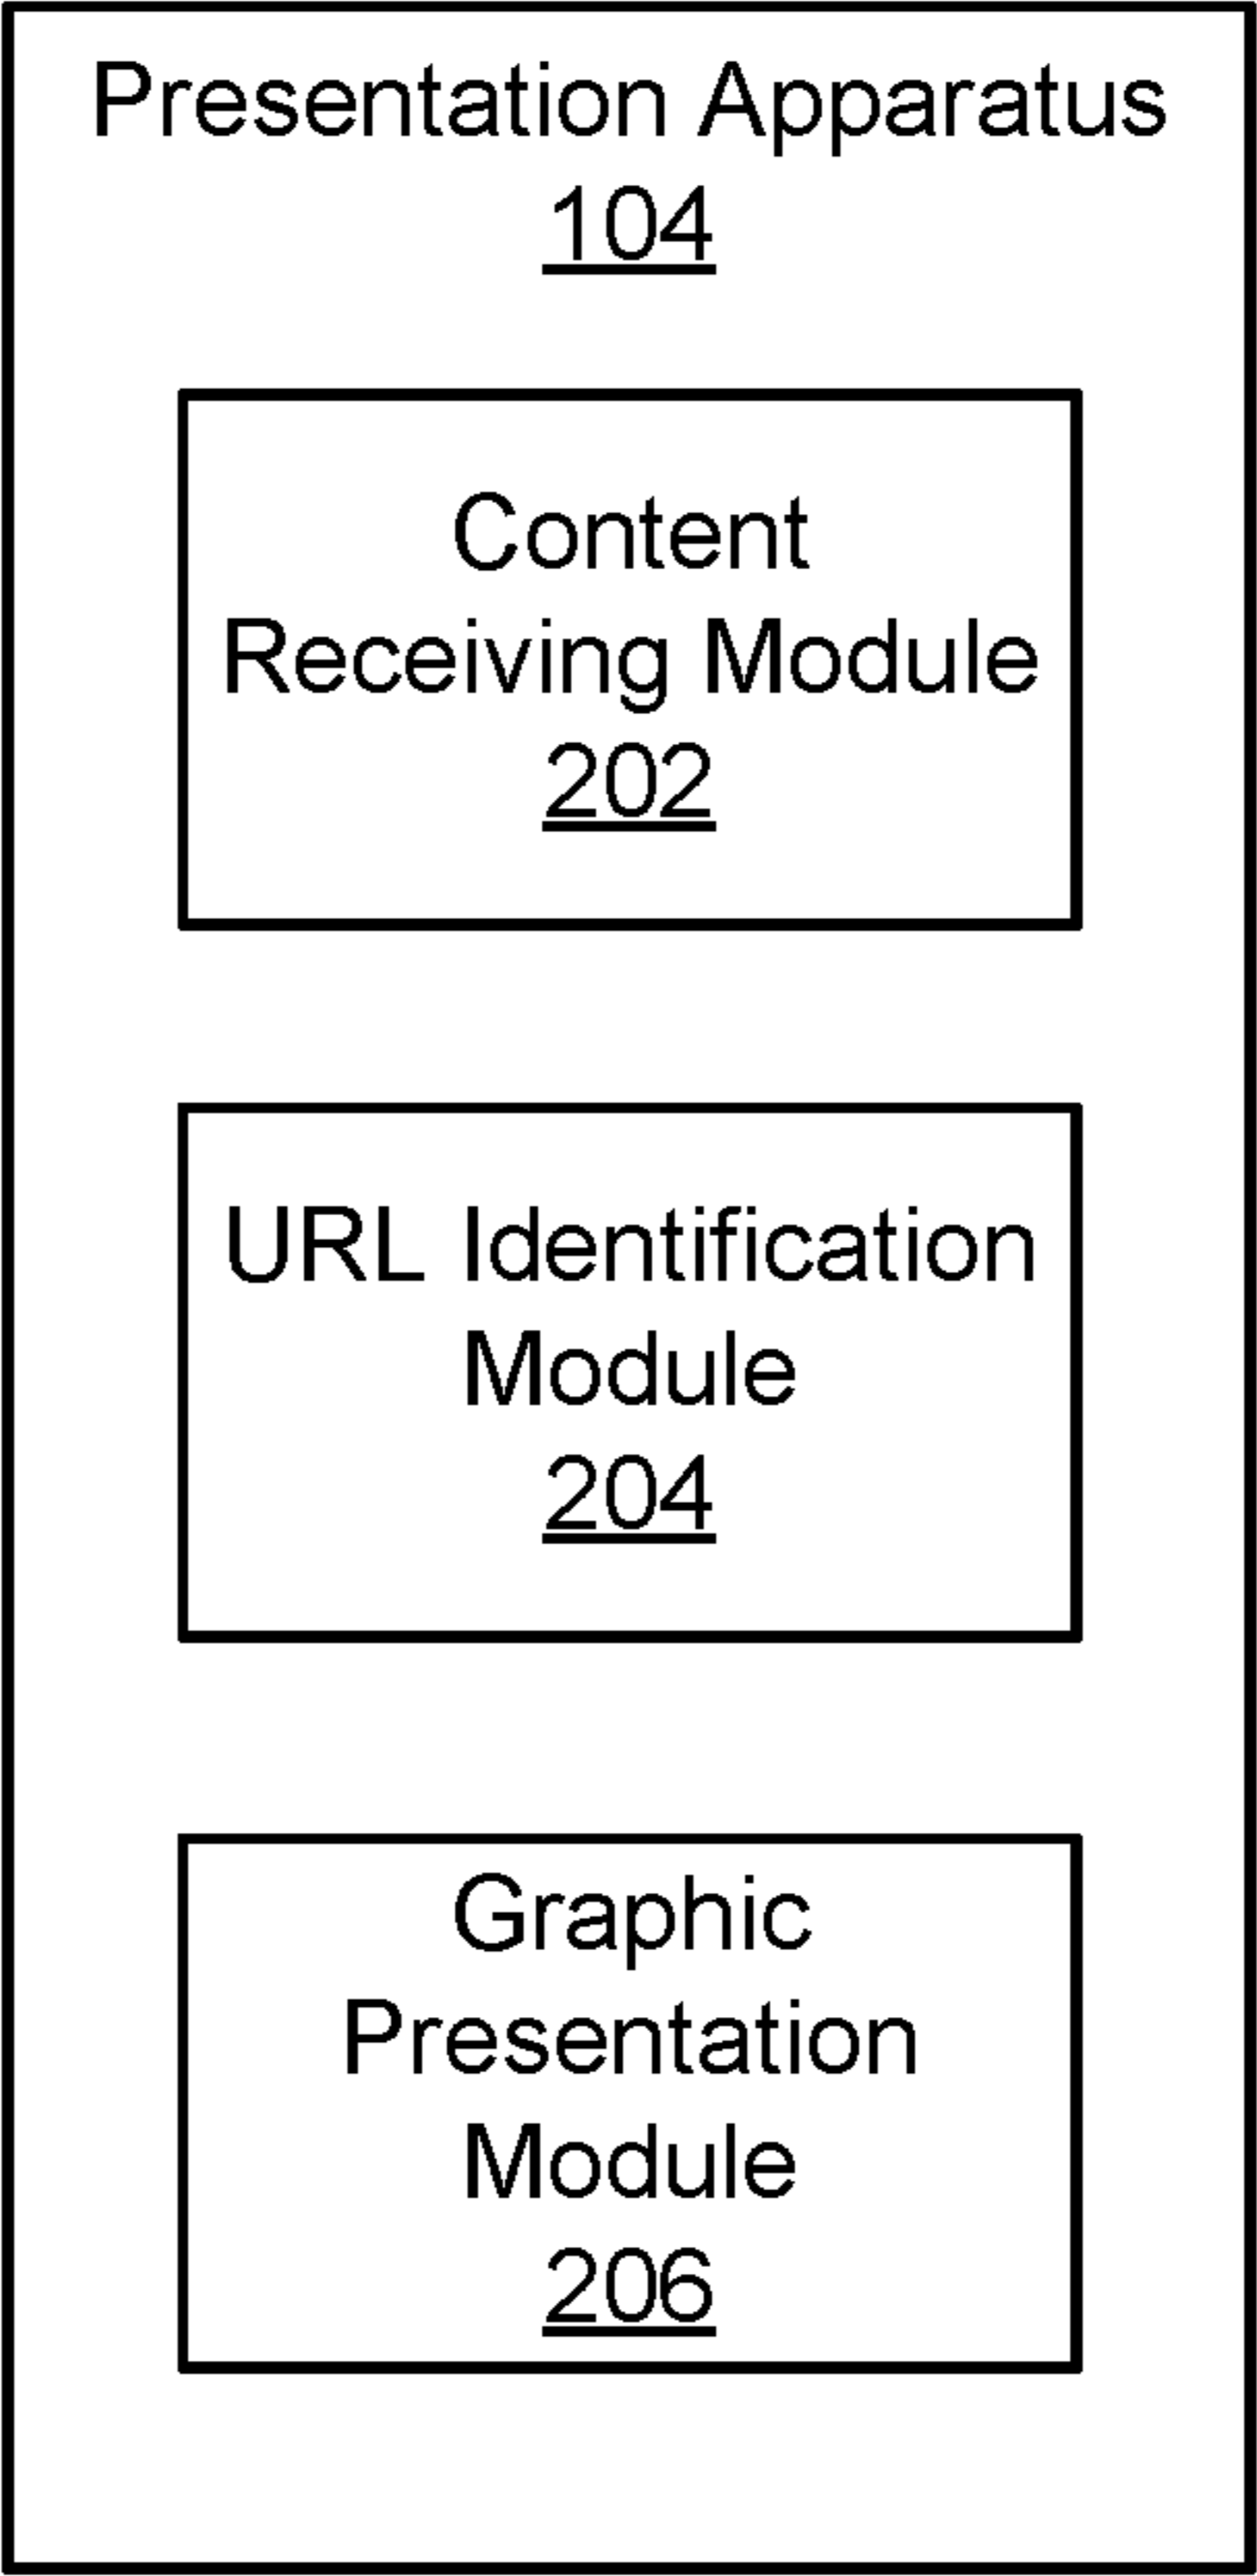 Presentation Apparatus
104
Content
Receiving Module
202
URL Identification
Module
204
Graphic
Presentation
Module
206